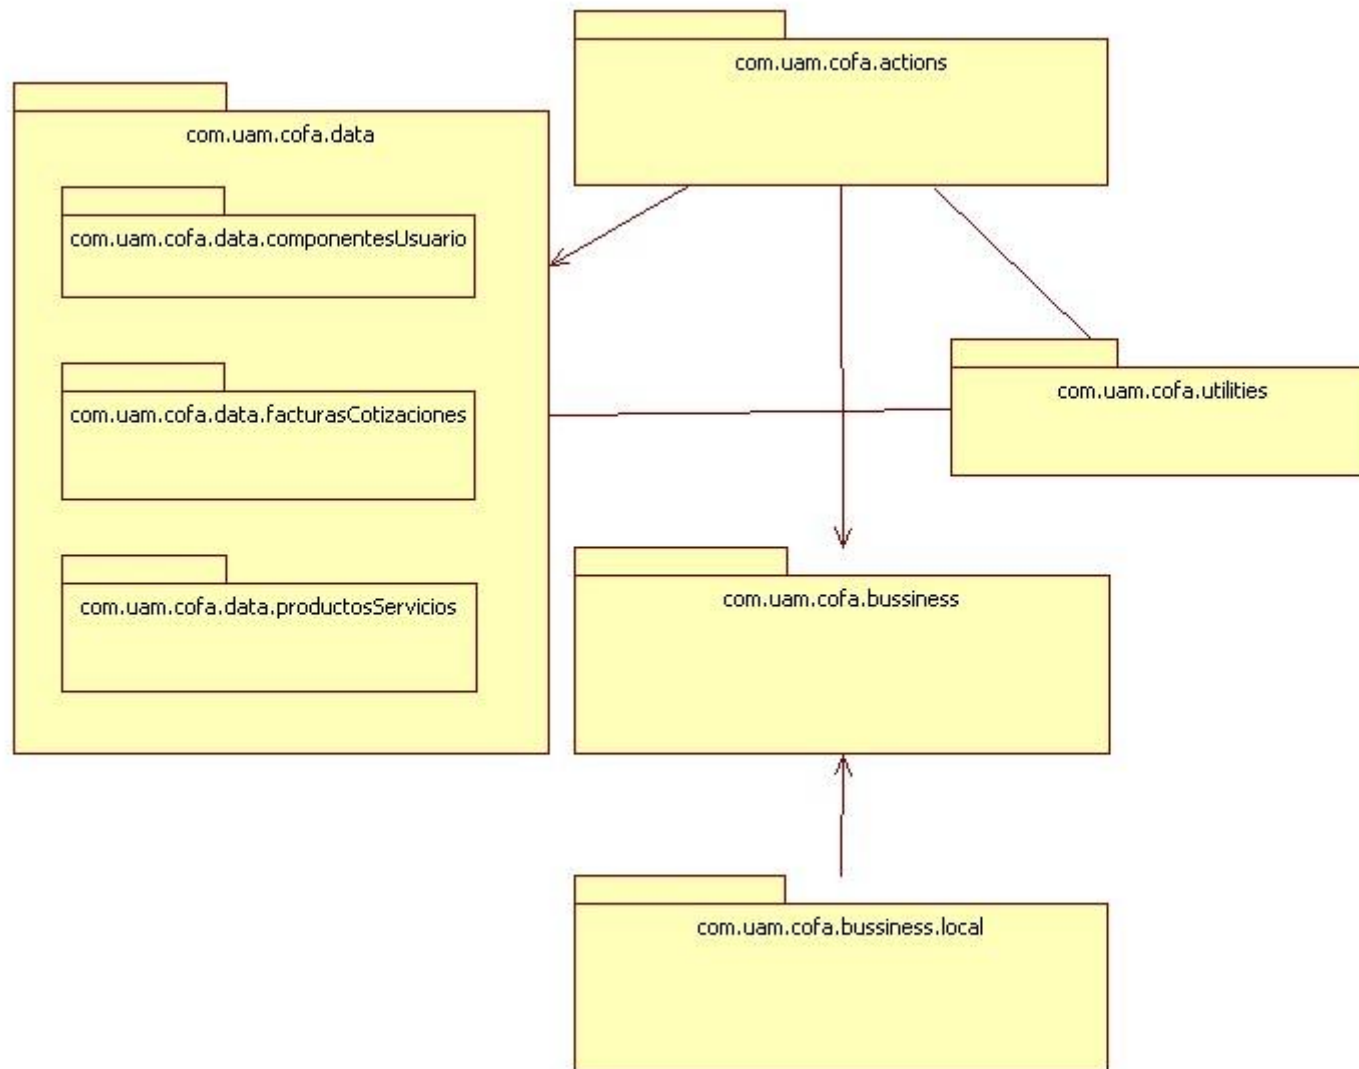 com.uam.cofa.actions
com.uam.cofa.data
com.uam.cofa.data.componentesUsuario
com.uam.cofa.utilities
com.uam.cofa.data.facturasCotizaciones
com.uam.cofa.bussiness
com.uam.cofa.data.productosServicios
com.uam.cofa.bussiness.local